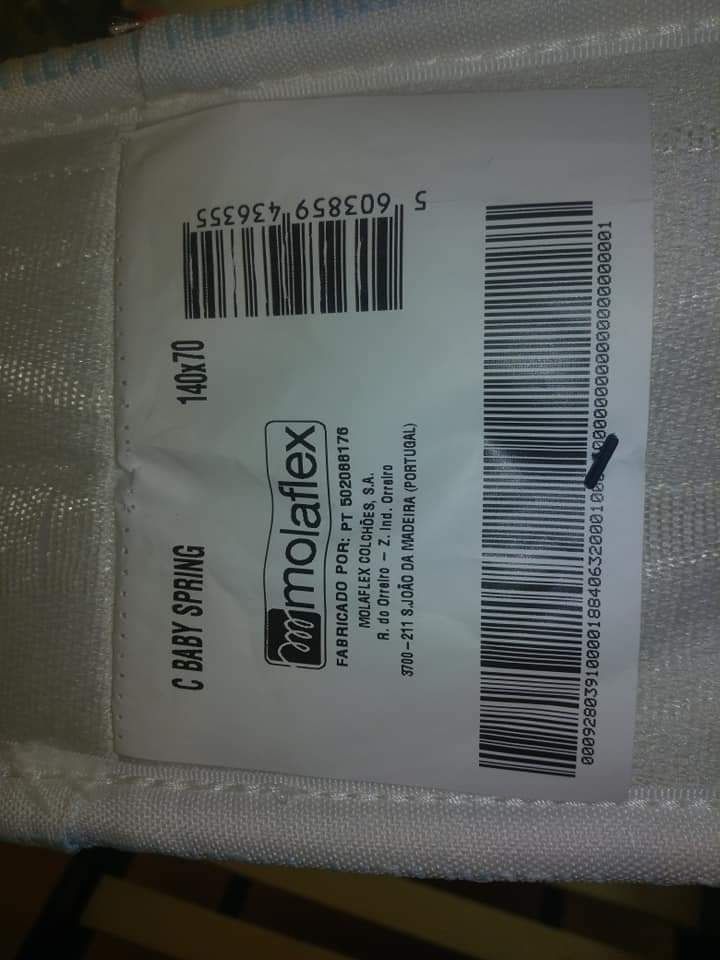 C BABY SPRING 140x70
molaflex
FABRICADO POR: PT 502088176
MOLAFLEX COLCHÕES, S.A.
R. do Orreiro – Z. Ind. Orreiro
3700-211 S.JOÃO DA MADEIRA (PORTUGAL)
5 603859 436355